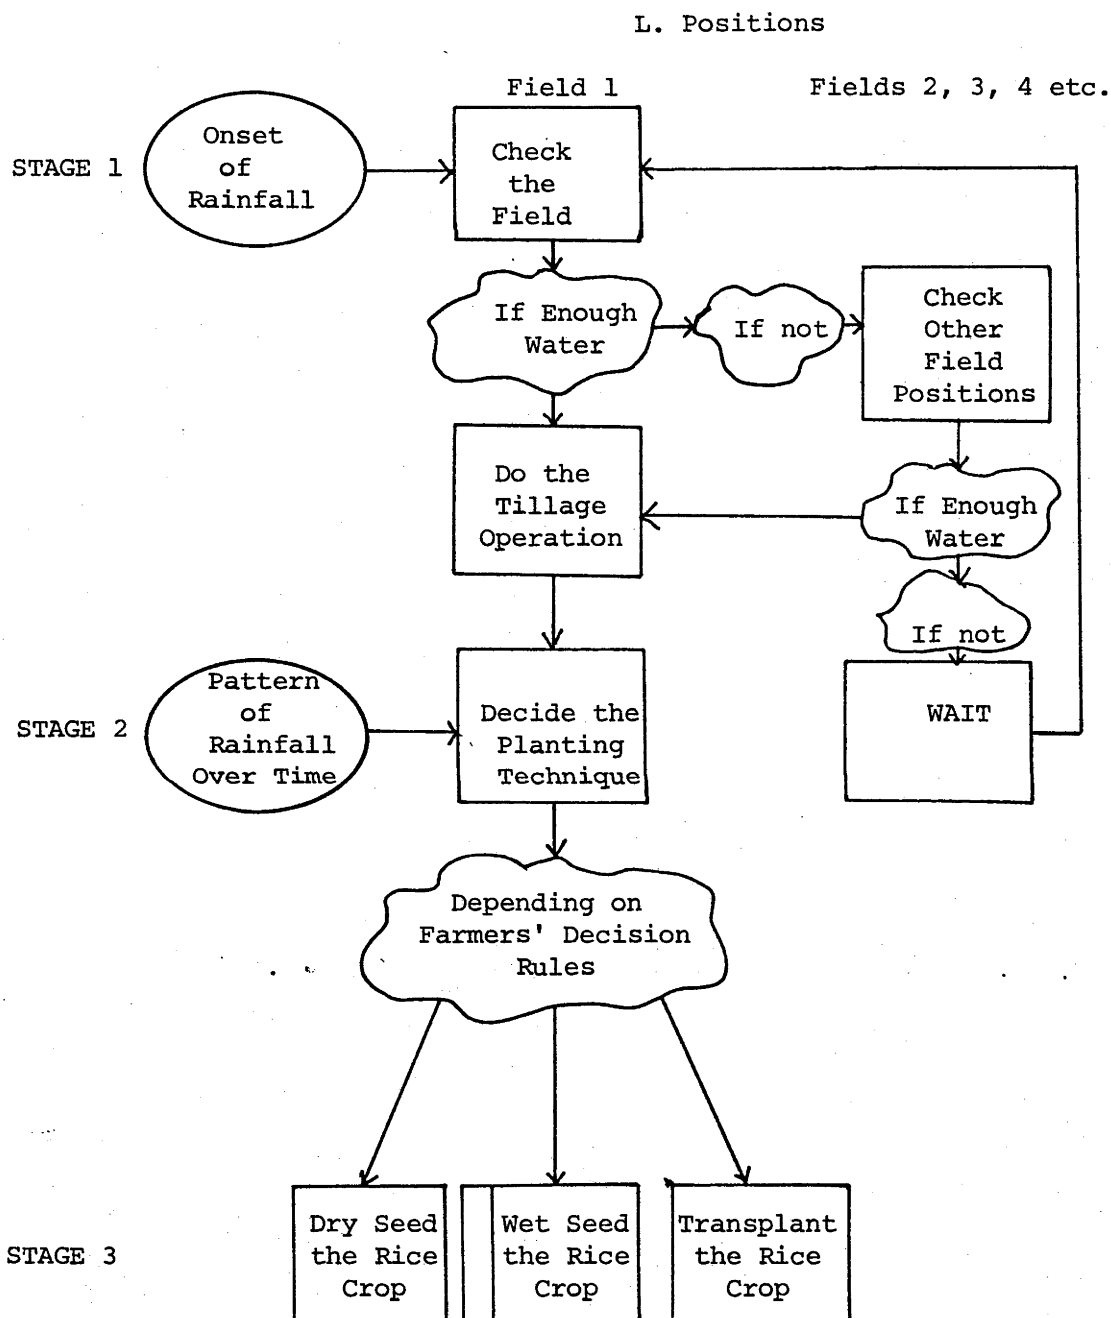 L. Positions
Field 1
Fields 2, 3, 4 etc.
STAGE 1
Onset
of
Rainfall
Check
the
Field
If Enough
Water
If not
Check
Other
Field
Positions
Do the
Tillage
Operation
If Enough
Water
If not
WAIT
STAGE 2
Pattern
of
Rainfall
Over Time
Decide the
Planting
Technique
Depending on
Farmers' Decision
Rules
STAGE 3
Dry Seed
the Rice
Crop
Wet Seed
the Rice
Crop
Transplant
the Rice
Crop